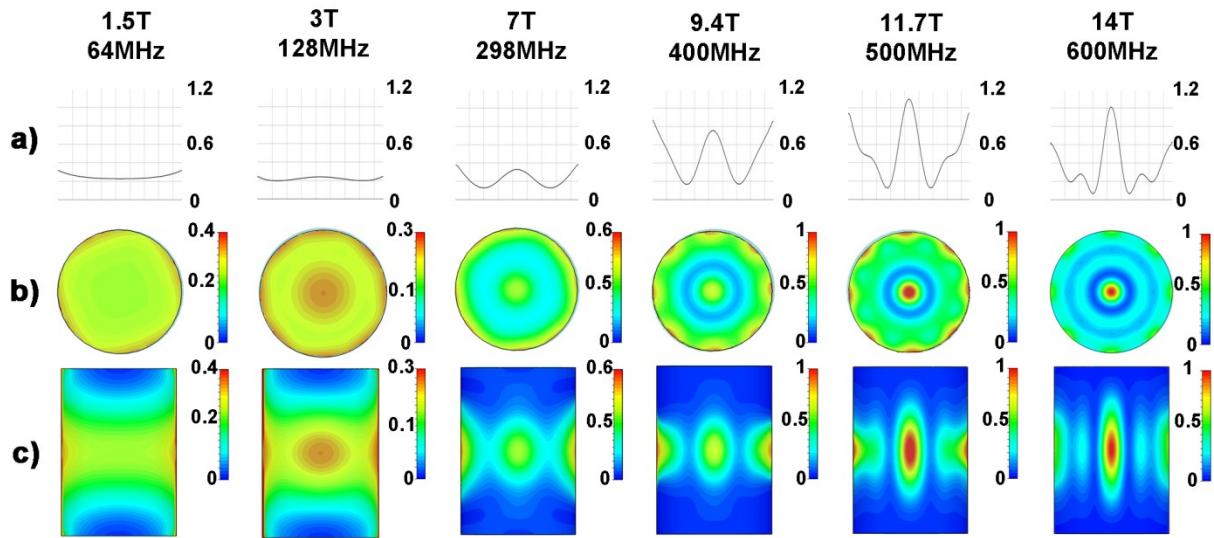 1.5T 3T 7T 9.4T 11.7T 14T
64MHz 128MHz 298MHz 400MHz 500MHz 600MHz
1.2 1.2 1.2 1.2 1.2 1.2
a) 0.6 0.6 0.6 0.6 0.6 0.6
0 0 0 0 0 0
0.4 0.3 0.6 1 1 1
b) 0.2 0.1 0.5 0.5 0.5 0.5
0 0 0 0 0 0
0.4 0.3 0.6 1 1 1
c) 0.2 0.1 0.5 0.5 0.5 0.5
0 0 0 0 0 0